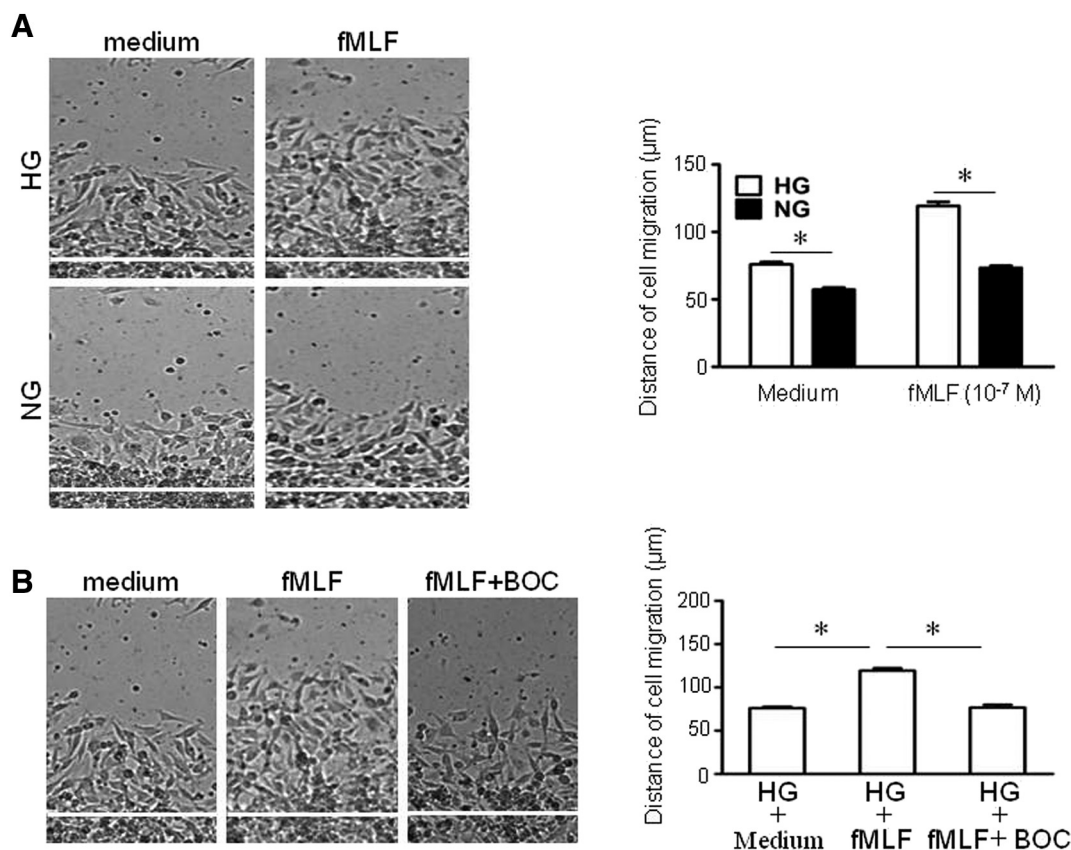 A
medium fMLF
HG
NG
Distance of cell migration (µm)
150
100
50
0
HG
NG
*
*
Medium fMLF (10⁻⁷ M)
B
medium fMLF fMLF+BOC
Distance of cell migration (µm)
200
150
100
50
0
* *
HG HG HG
+ + +
Medium fMLF fMLF+ BOC